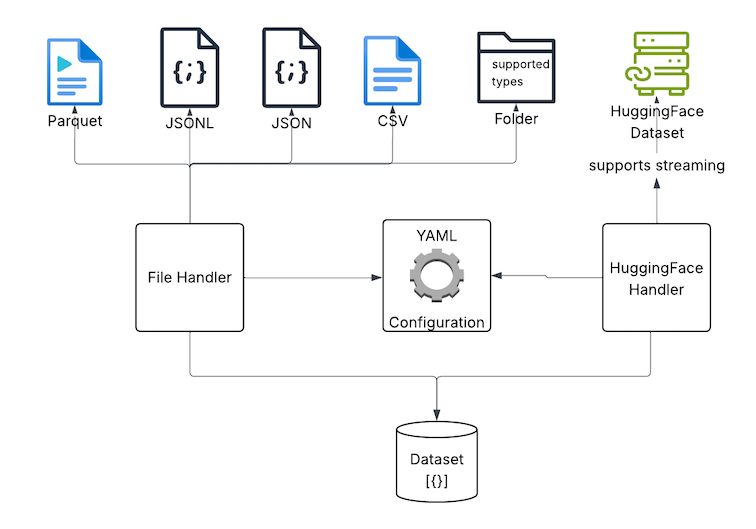 supported
types
Parquet
JSONL
JSON
CSV
Folder
HuggingFace
Dataset
supports streaming
File Handler
YAML
Configuration
HuggingFace
Handler
Dataset
[{}]
{;}
{;}